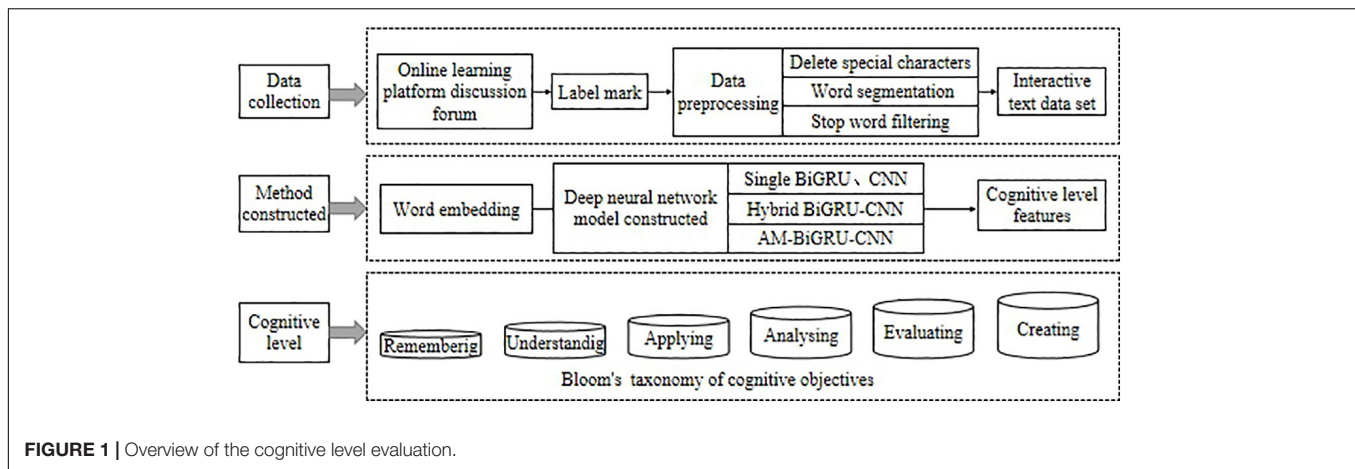 Data
collection
Online learning
platform discussion
forum
Label mark
Data
preprocessing
Delete special characters
Word segmentation
Stop word filtering
Interactive
text data set
Method
constructed
Word embedding
Deep neural network
model constructed
Single BiGRU、CNN
Hybrid BiGRU-CNN
AM-BiGRU-CNN
Cognitive level
features
Cognitive
level
Rememberig
Understandig
Applying
Analysing
Evaluating
Creating
Bloom's taxonomy of cognitive objectives
FIGURE 1 | Overview of the cognitive level evaluation.